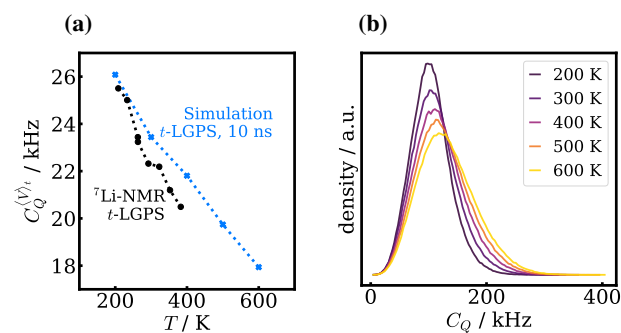 (a)
26
24
22
20
18
200
400
600
C_Q^{⟨V⟩_t} / kHz
T / K
Simulation
t-LGPS, 10 ns
⁷Li-NMR
t-LGPS
(b)
density / a.u.
0
200
400
C_Q / kHz
200 K
300 K
400 K
500 K
600 K